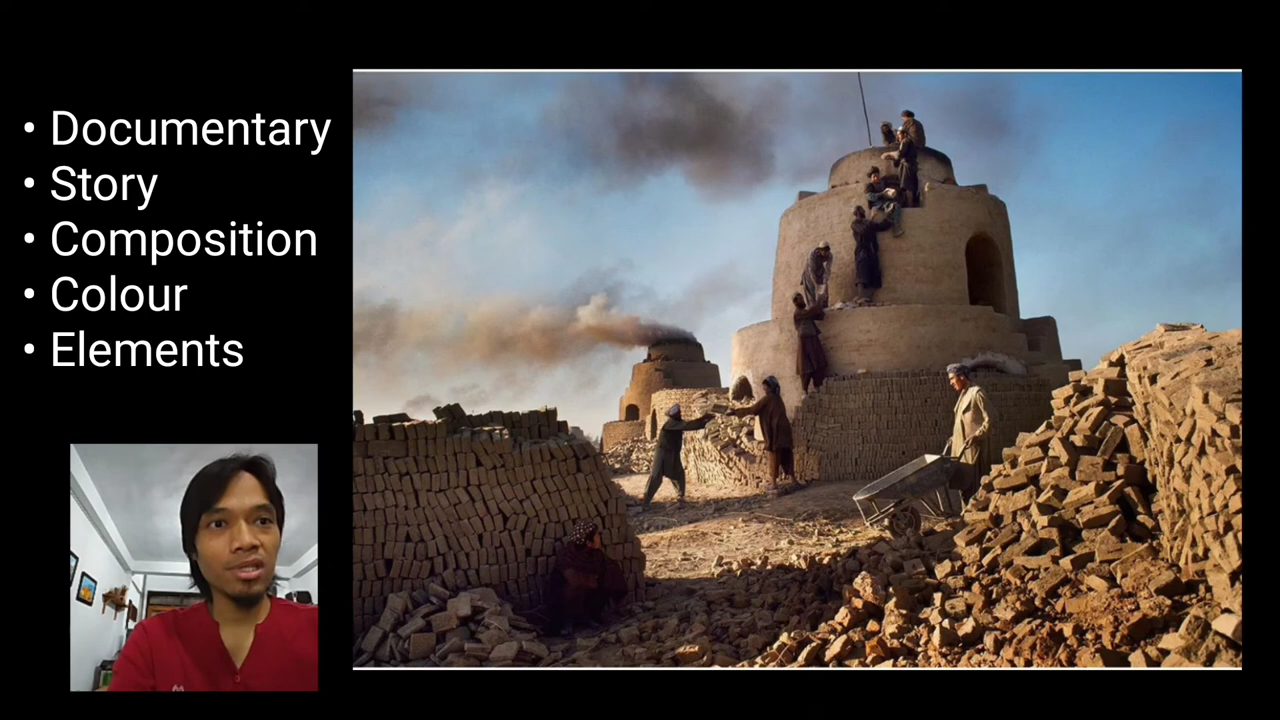 • Documentary
• Story
• Composition
• Colour
• Elements